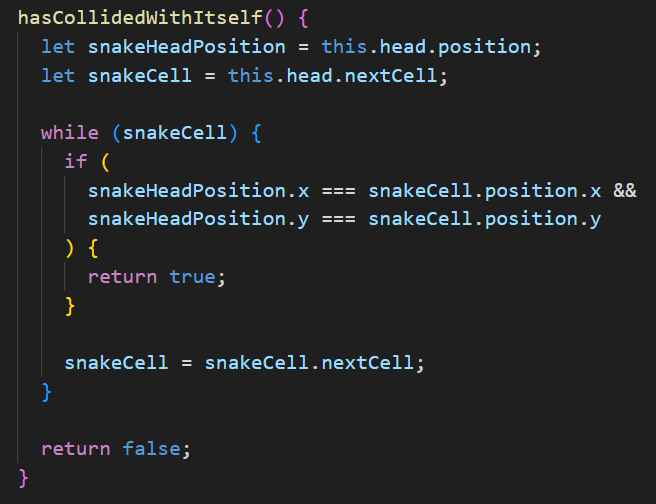 hasCollidedWithItself() {
  let snakeHeadPosition = this.head.position;
  let snakeCell = this.head.nextCell;

  while (snakeCell) {
    if (
      snakeHeadPosition.x === snakeCell.position.x &&
      snakeHeadPosition.y === snakeCell.position.y
    ) {
      return true;
    }

    snakeCell = snakeCell.nextCell;
  }

  return false;
}